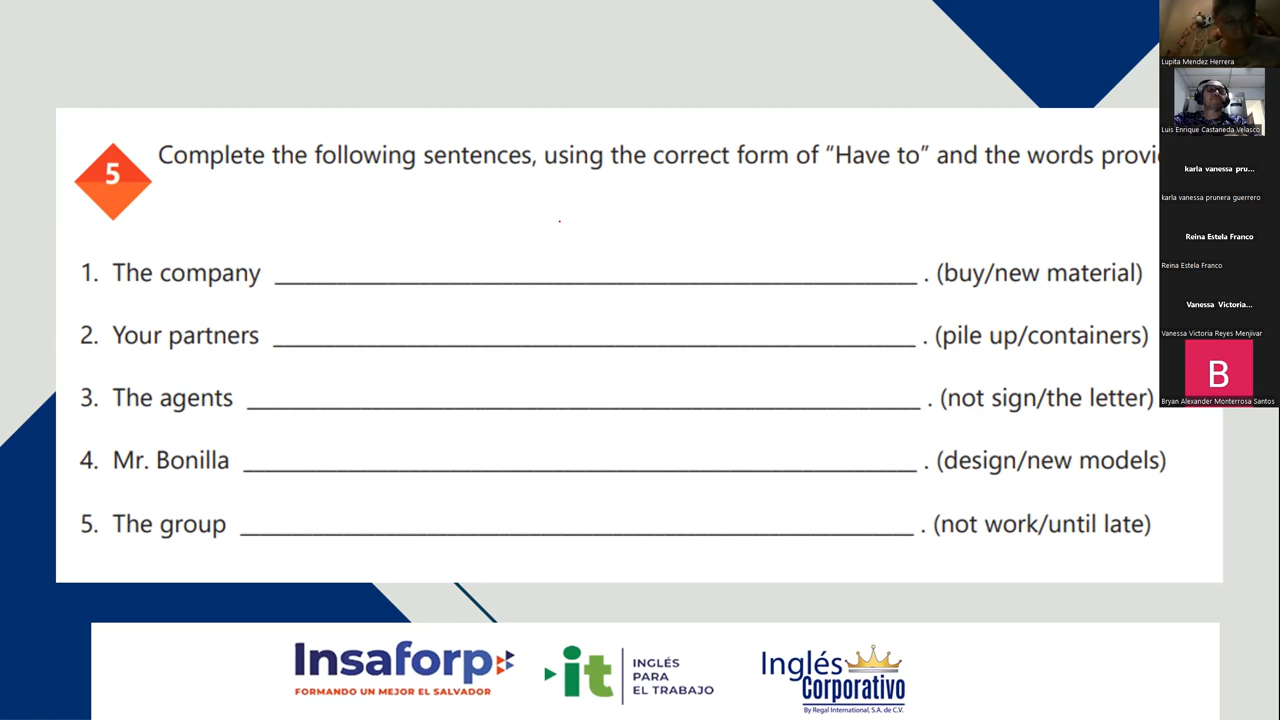 5
Complete the following sentences, using the correct form of “Have to” and the words
1. The company ______________________________ . (buy/new material)
2. Your partners ______________________________ . (pile up/containers)
3. The agents ______________________________ . (not sign/the letter)
4. Mr. Bonilla ______________________________ . (design/new models)
5. The group ______________________________ . (not work/until late)
Insaforp
FORMANDO UN MEJOR EL SALVADOR
it
INGLÉS
PARA
EL TRABAJO
Inglés
Corporativo
By Regal International, S.A. de C.V.
Lupita Mendez Herrera
Luis Enrique Castaneda Velasco
karla vanessa pru...
karla vanessa prunera guerrero
Reina Estela Franco
Reina Estela Franco
Vanessa Victoria...
Vanessa Victoria Reyes Menjivar
B
Bryan Alexander Monterrosa Santos